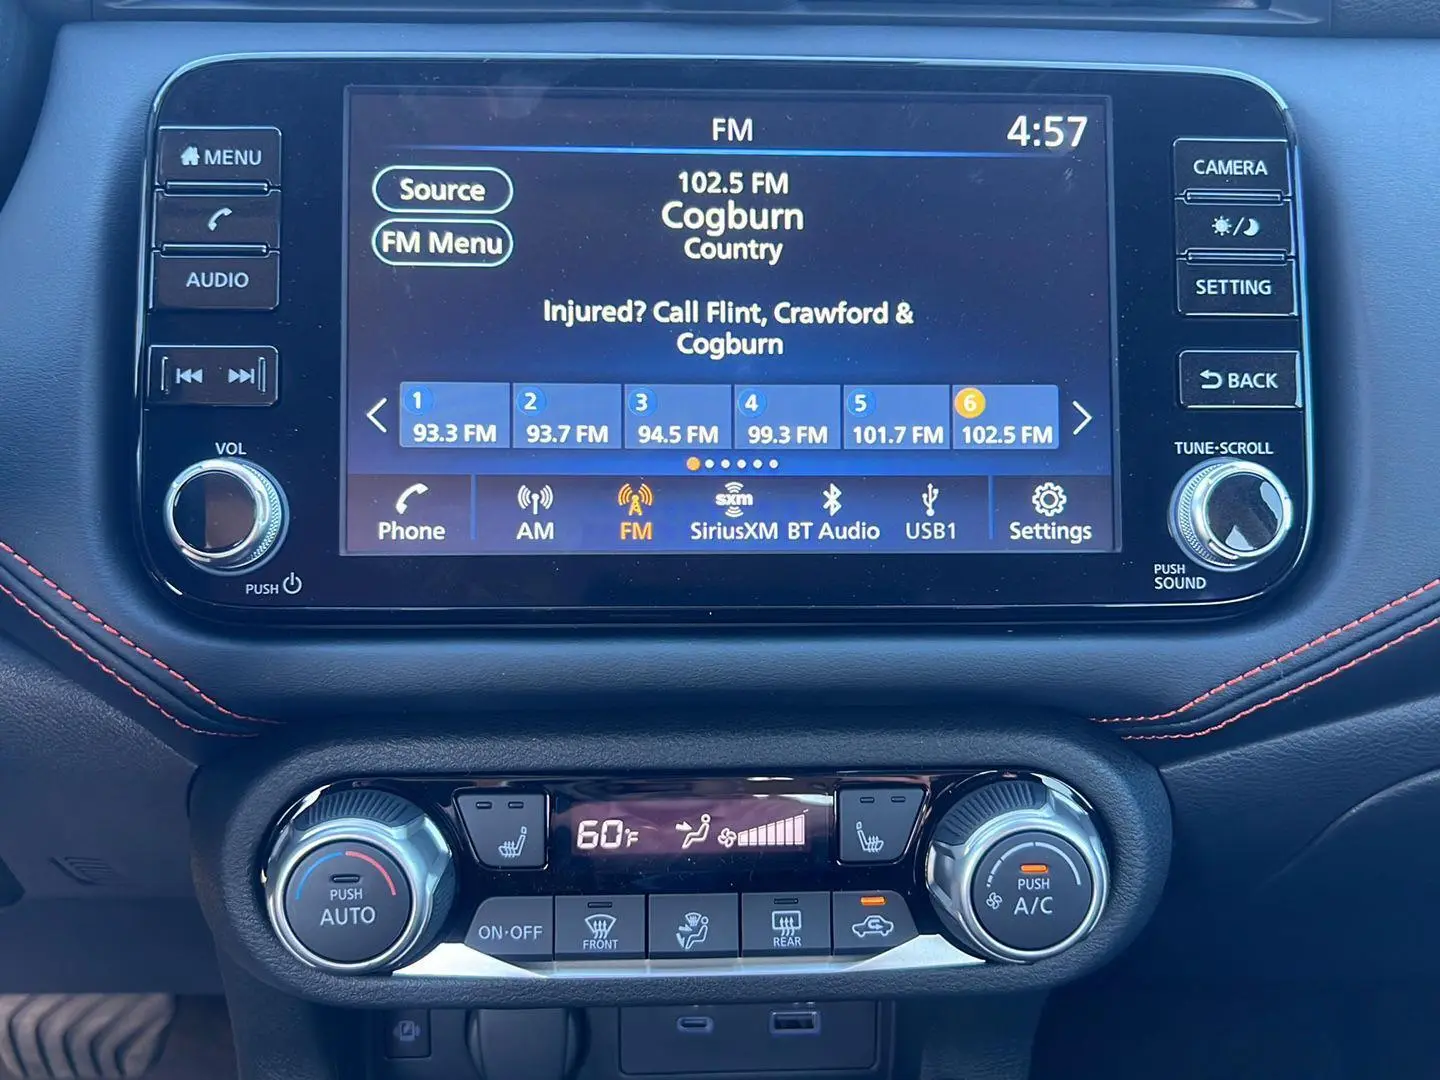 FM
4:57
MENU
AUDIO
VOL
PUSH
Source
FM Menu
102.5 FM
Cogburn
Country
Injured? Call Flint, Crawford &
Cogburn
1 2 3 4 5 6
93.3 FM 93.7 FM 94.5 FM 99.3 FM 101.7 FM 102.5 FM
Phone AM FM sxm SiriusXM BT Audio USB1 Settings
CAMERA
SETTING
BACK
TUNE·SCROLL
PUSH
SOUND
60°F
PUSH
AUTO
ON·OFF
FRONT
REAR
PUSH
A/C